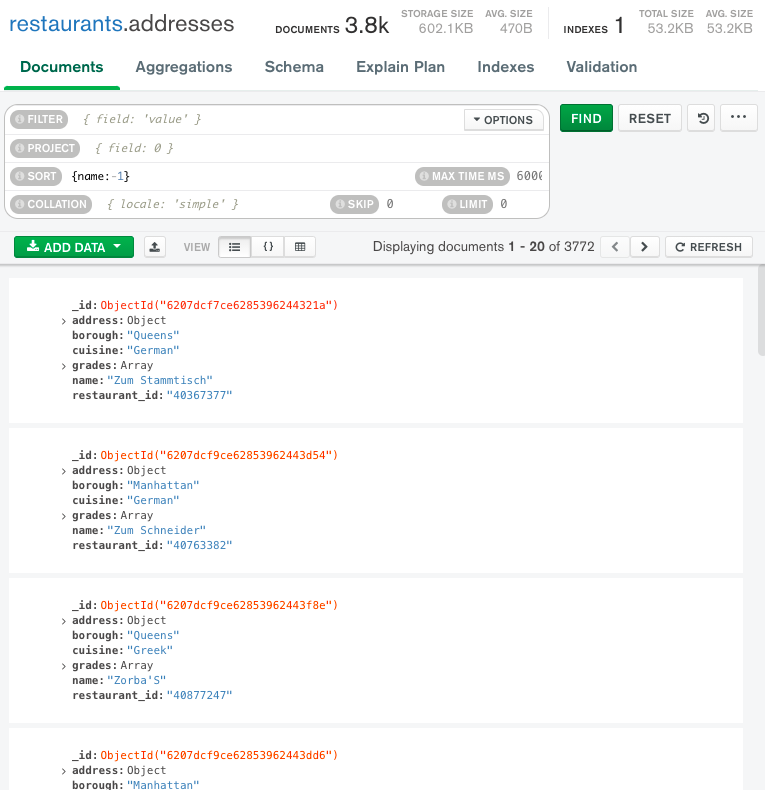 restaurants.addresses
DOCUMENTS 3.8k STORAGE SIZE 602.1KB AVG. SIZE 470B INDEXES 1 TOTAL SIZE 53.2KB AVG. SIZE 53.2KB
Documents Aggregations Schema Explain Plan Indexes Validation
FILTER { field: 'value' } OPTIONS FIND RESET ...
PROJECT { field: 0 }
SORT {name:-1} MAX TIME MS 6000
COLLATION { locale: 'simple' } SKIP 0 LIMIT 0
ADD DATA VIEW {} Displaying documents 1 - 20 of 3772 < > REFRESH
_id: ObjectId("6207dcf7ce6285396244321a")
> address: Object
borough: "Queens"
cuisine: "German"
> grades: Array
name: "Zum Stammtisch"
restaurant_id: "40367377"
_id: ObjectId("6207dcf9ce62853962443d54")
> address: Object
borough: "Manhattan"
cuisine: "German"
> grades: Array
name: "Zum Schneider"
restaurant_id: "40763382"
_id: ObjectId("6207dcf9ce62853962443f8e")
> address: Object
borough: "Queens"
cuisine: "Greek"
> grades: Array
name: "Zorba'S"
restaurant_id: "40877247"
_id: ObjectId("6207dcf9ce62853962443dd6")
> address: Object
borough: "Manhattan"